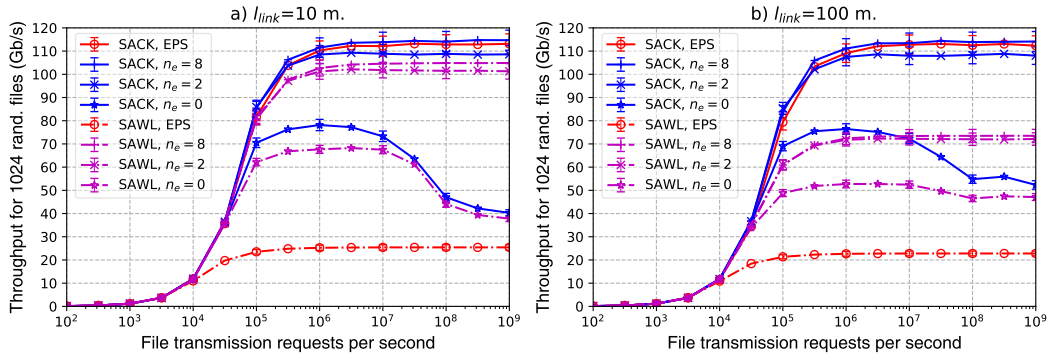 a) l_link=10 m.
Throughput for 1024 rand. files (Gb/s)
120
110
100
90
80
70
60
50
40
30
20
10
0
SACK, EPS
SACK, n_e = 8
SACK, n_e = 2
SACK, n_e = 0
SAWL, EPS
SAWL, n_e = 8
SAWL, n_e = 2
SAWL, n_e = 0
10^2 10^3 10^4 10^5 10^6 10^7 10^8 10^9
File transmission requests per second
b) l_link=100 m.
Throughput for 1024 rand. files (Gb/s)
120
110
100
90
80
70
60
50
40
30
20
10
0
SACK, EPS
SACK, n_e = 8
SACK, n_e = 2
SACK, n_e = 0
SAWL, EPS
SAWL, n_e = 8
SAWL, n_e = 2
SAWL, n_e = 0
10^2 10^3 10^4 10^5 10^6 10^7 10^8 10^9
File transmission requests per second